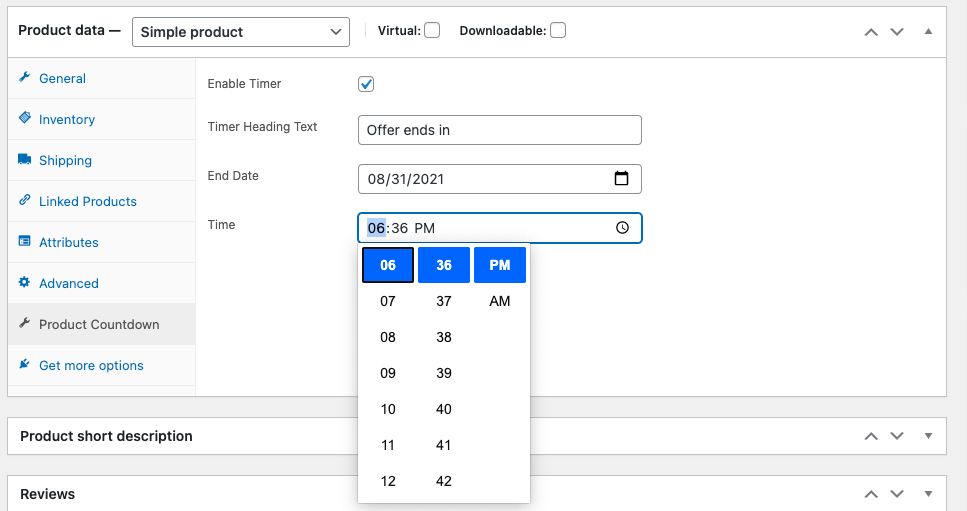 Product data — Simple product Virtual: Downloadable:
General
Inventory
Shipping
Linked Products
Attributes
Advanced
Product Countdown
Get more options
Enable Timer
Timer Heading Text Offer ends in
End Date 08/31/2021
Time 06:36 PM
06 36 PM
07 37 AM
08 38
09 39
10 40
11 41
12 42
Product short description
Reviews